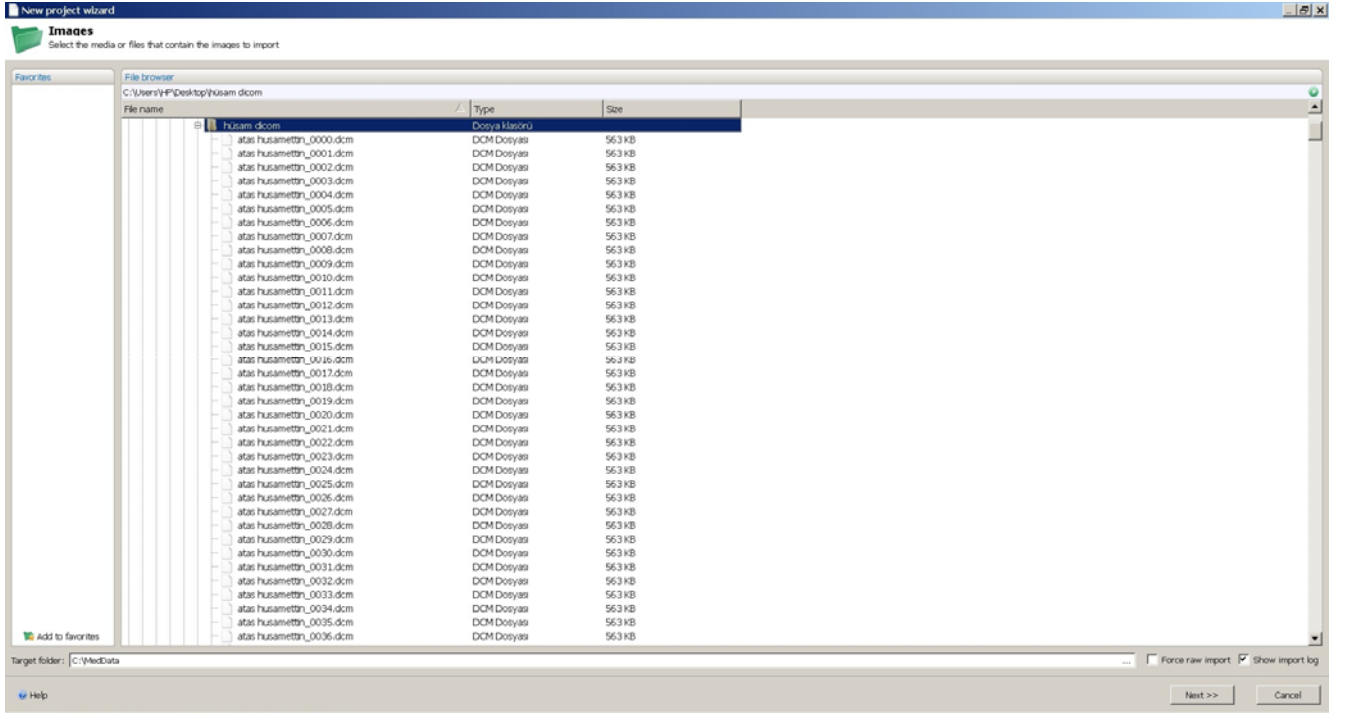 New project wizard
Images
Select the media or files that contain the images to import
Favorites
File browser
C:\Users\HP\Desktop\hüsam dicom
File name Type Size
hüsam dicom Dosya klasörü
atas husamettin_0000.dcm DCM Dosyası 563 KB
atas husamettin_0001.dcm DCM Dosyası 563 KB
atas husamettin_0002.dcm DCM Dosyası 563 KB
atas husamettin_0003.dcm DCM Dosyası 563 KB
atas husamettin_0004.dcm DCM Dosyası 563 KB
atas husamettin_0005.dcm DCM Dosyası 563 KB
atas husamettin_0006.dcm DCM Dosyası 563 KB
atas husamettin_0007.dcm DCM Dosyası 563 KB
atas husamettin_0008.dcm DCM Dosyası 563 KB
atas husamettin_0009.dcm DCM Dosyası 563 KB
atas husamettin_0010.dcm DCM Dosyası 563 KB
atas husamettin_0011.dcm DCM Dosyası 563 KB
atas husamettin_0012.dcm DCM Dosyası 563 KB
atas husamettin_0013.dcm DCM Dosyası 563 KB
atas husamettin_0014.dcm DCM Dosyası 563 KB
atas husamettin_0015.dcm DCM Dosyası 563 KB
atas husamettin_0016.dcm DCM Dosyası 563 KB
atas husamettin_0017.dcm DCM Dosyası 563 KB
atas husamettin_0018.dcm DCM Dosyası 563 KB
atas husamettin_0019.dcm DCM Dosyası 563 KB
atas husamettin_0020.dcm DCM Dosyası 563 KB
atas husamettin_0021.dcm DCM Dosyası 563 KB
atas husamettin_0022.dcm DCM Dosyası 563 KB
atas husamettin_0023.dcm DCM Dosyası 563 KB
atas husamettin_0024.dcm DCM Dosyası 563 KB
atas husamettin_0025.dcm DCM Dosyası 563 KB
atas husamettin_0026.dcm DCM Dosyası 563 KB
atas husamettin_0027.dcm DCM Dosyası 563 KB
atas husamettin_0028.dcm DCM Dosyası 563 KB
atas husamettin_0029.dcm DCM Dosyası 563 KB
atas husamettin_0030.dcm DCM Dosyası 563 KB
atas husamettin_0031.dcm DCM Dosyası 563 KB
atas husamettin_0032.dcm DCM Dosyası 563 KB
atas husamettin_0033.dcm DCM Dosyası 563 KB
atas husamettin_0034.dcm DCM Dosyası 563 KB
atas husamettin_0035.dcm DCM Dosyası 563 KB
atas husamettin_0036.dcm DCM Dosyası 563 KB
Add to favorites
Target folder: C:\MedData ... Force raw import Show import log
Help Next >> Cancel